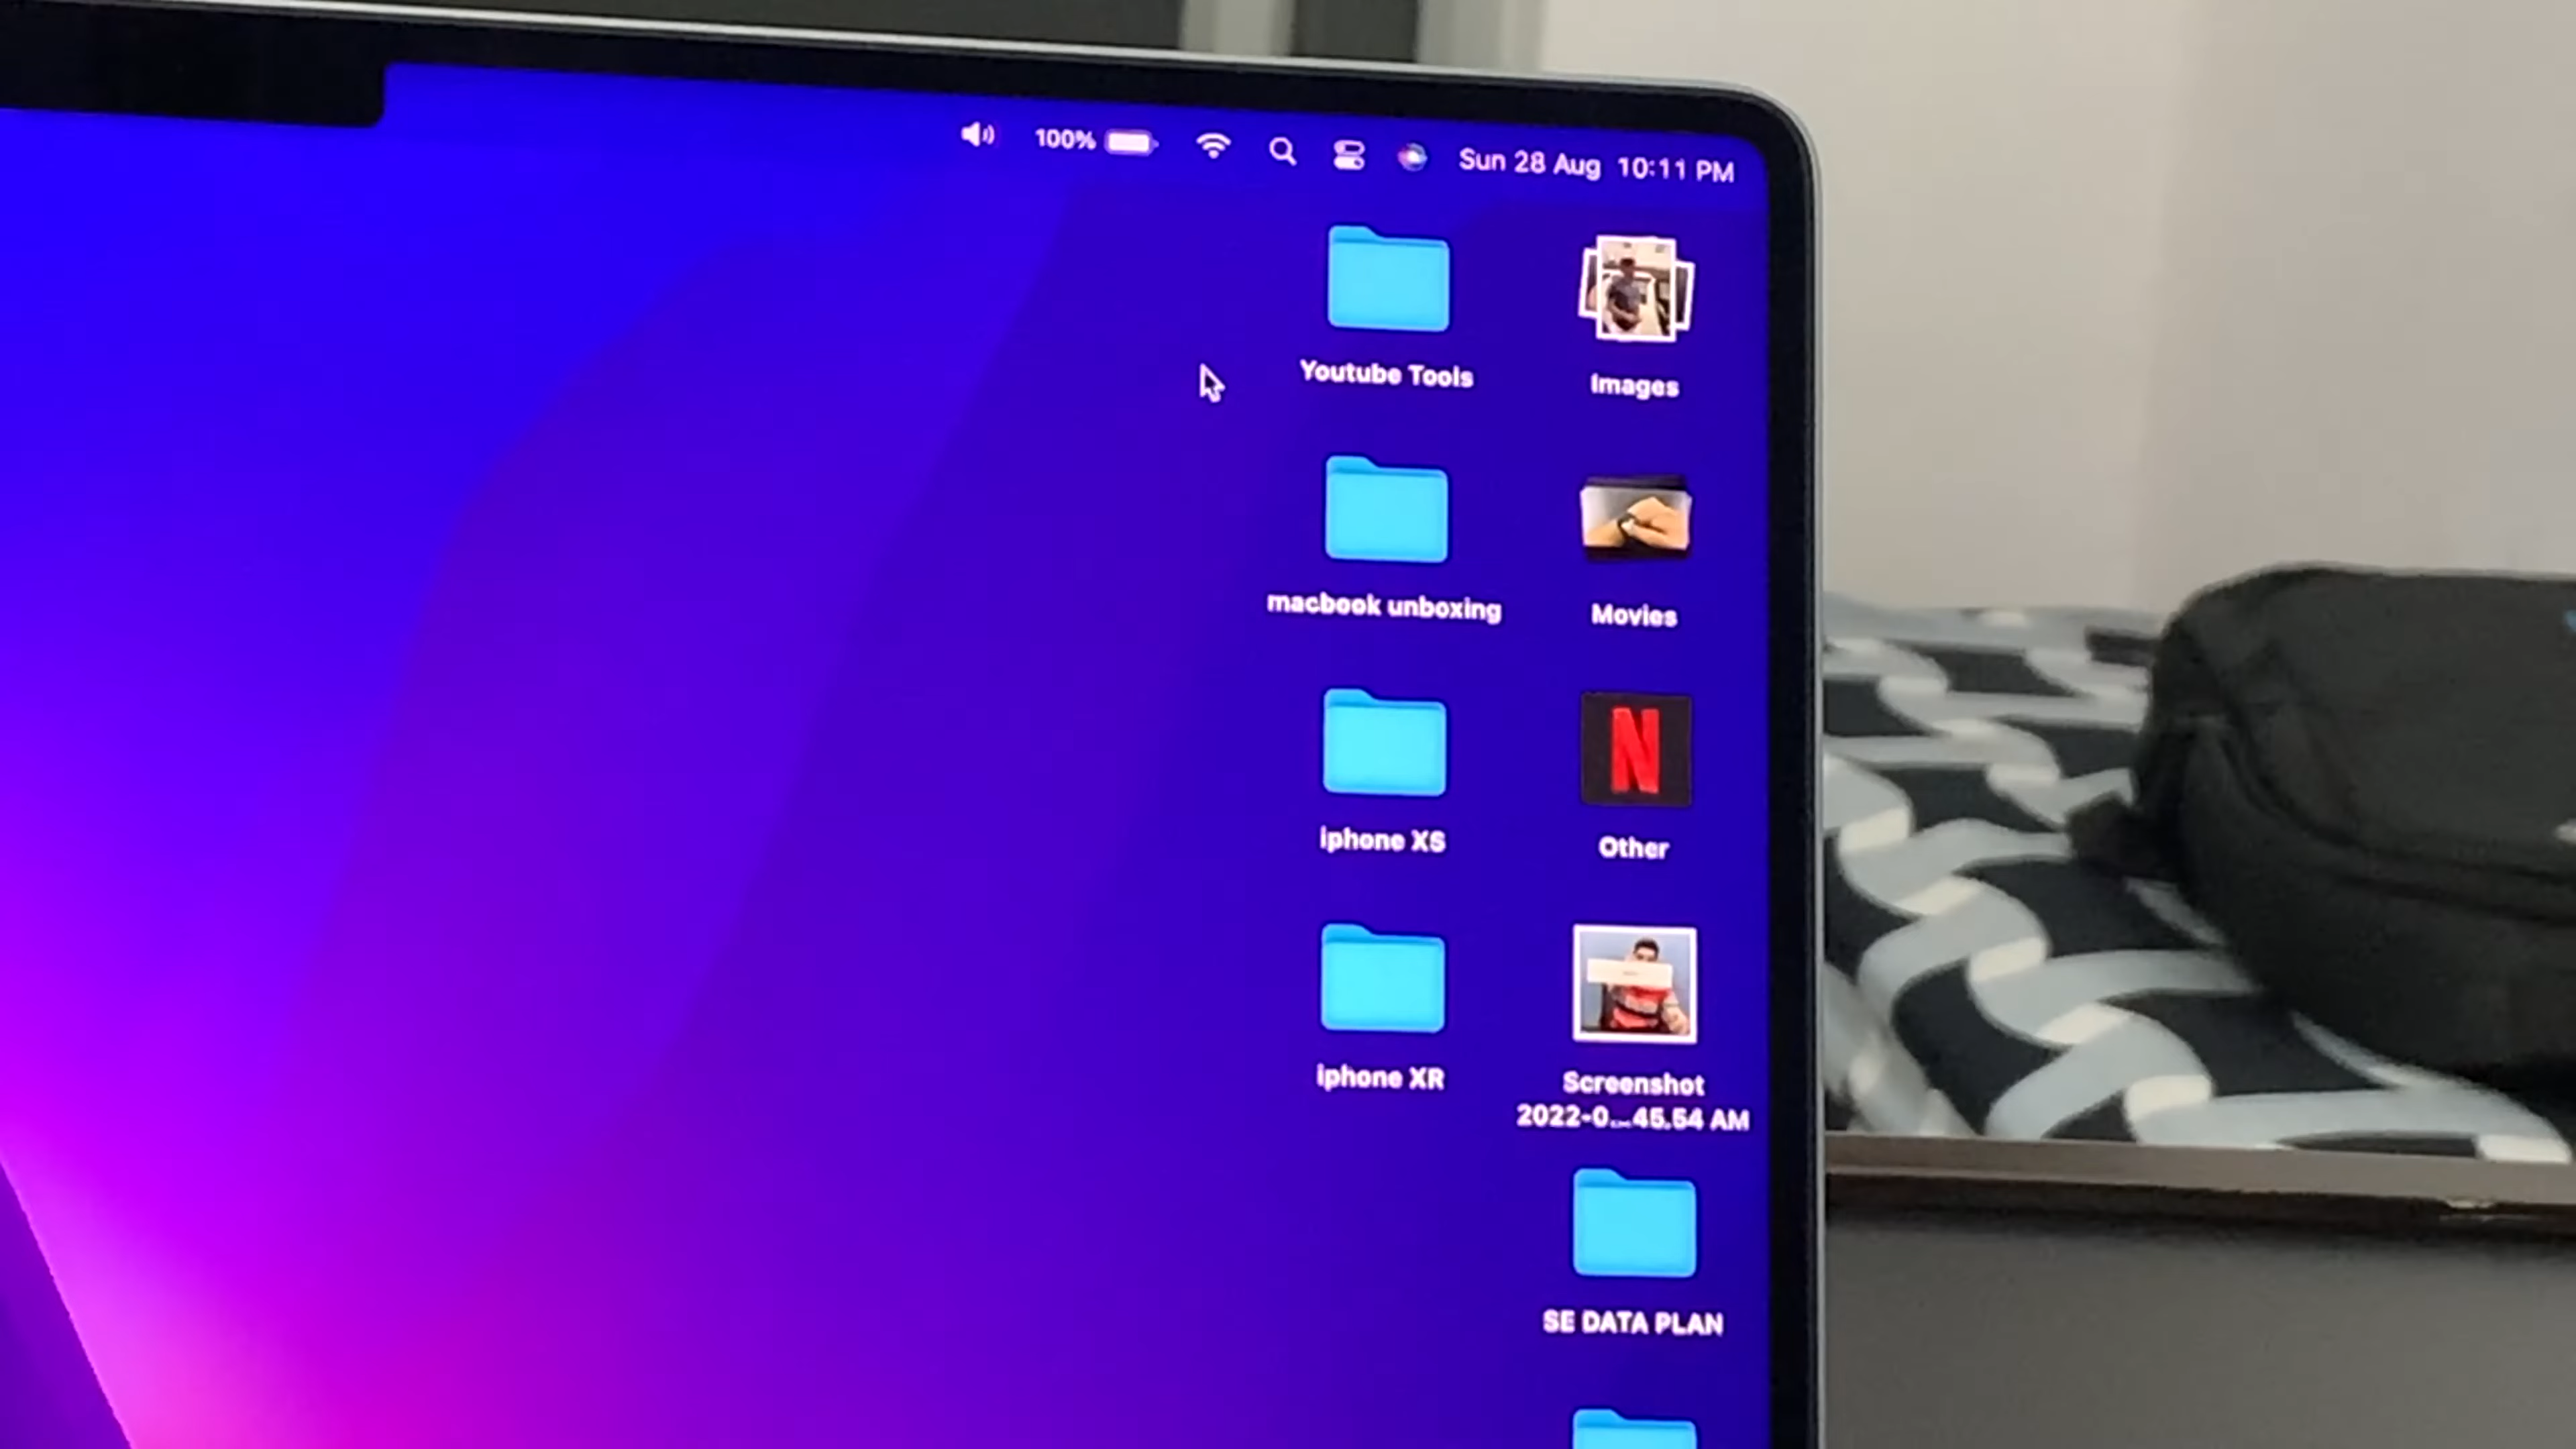 100%
Sun 28 Aug 10:11 PM
Youtube Tools
Images
macbook unboxing
Movies
iphone XS
N
Other
iphone XR
Screenshot
2022-0...45.54 AM
SE DATA PLAN